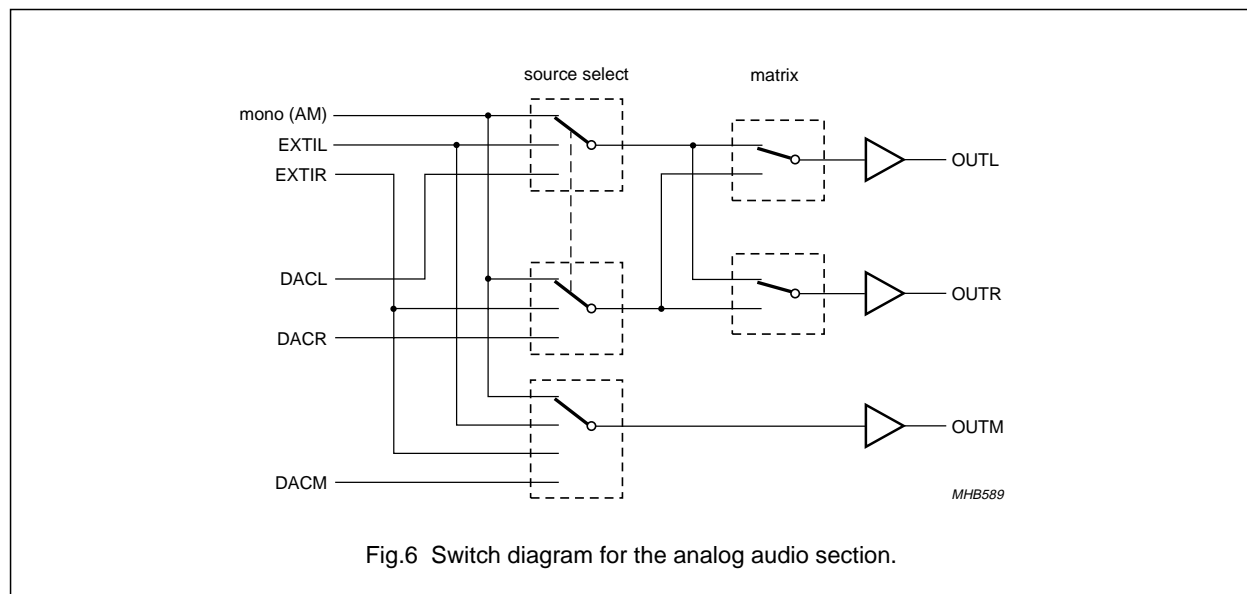 source select
matrix
mono (AM)
EXTIL
EXTIR
OUTL
DACL
OUTR
DACR
OUTM
DACM
MHB589
Fig.6 Switch diagram for the analog audio section.